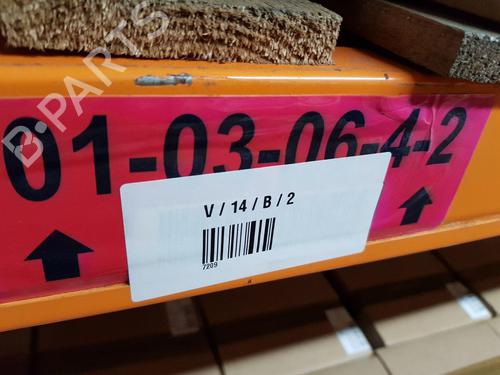 B-PARTS
01-03-06-4-2
V / 14 / B / 2
7209